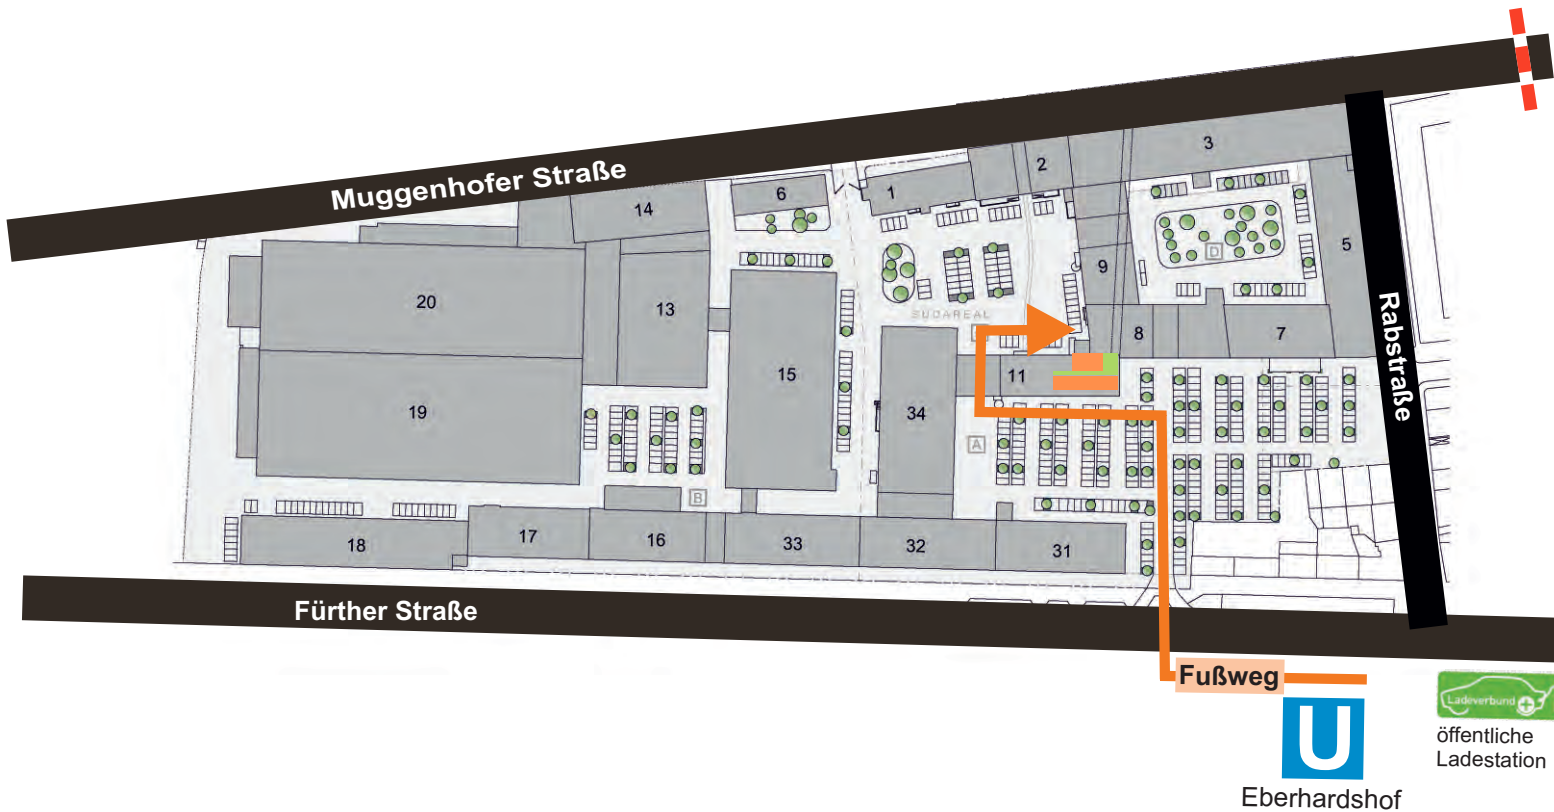 Muggenhofer Straße
3
2
1
6
14
5
D
9
20
13
SUDAREAL
8
7
Rabstraße
15
11
19
34
A
B
18
17
16
33
32
31
Fürther Straße
Fußweg
U
Eberhardshof
Ladeverbund +
öffentliche
Ladestation